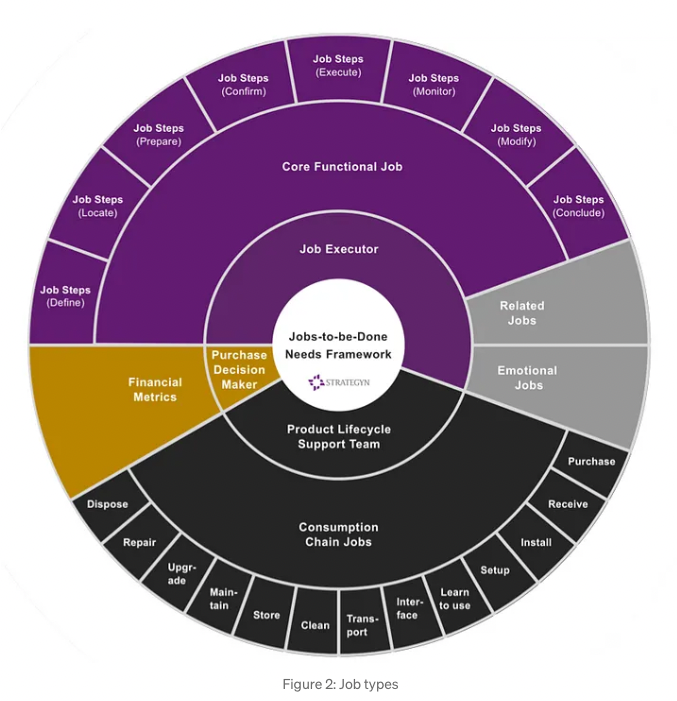 Job Steps
(Execute)
Job Steps
(Confirm)
Job Steps
(Monitor)
Job Steps
(Prepare)
Job Steps
(Modify)
Core Functional Job
Job Steps
(Locate)
Job Steps
(Conclude)
Job Executor
Job Steps
(Define)
Related
Jobs
Jobs-to-be-Done
Needs Framework
STRATEGYN
Purchase
Decision
Maker
Financial
Metrics
Emotional
Jobs
Product Lifecycle
Support Team
Consumption
Chain Jobs
Purchase
Receive
Install
Setup
Learn
to use
Inter-
face
Trans-
port
Clean
Store
Main-
tain
Upgr-
ade
Repair
Dispose
Figure 2: Job types